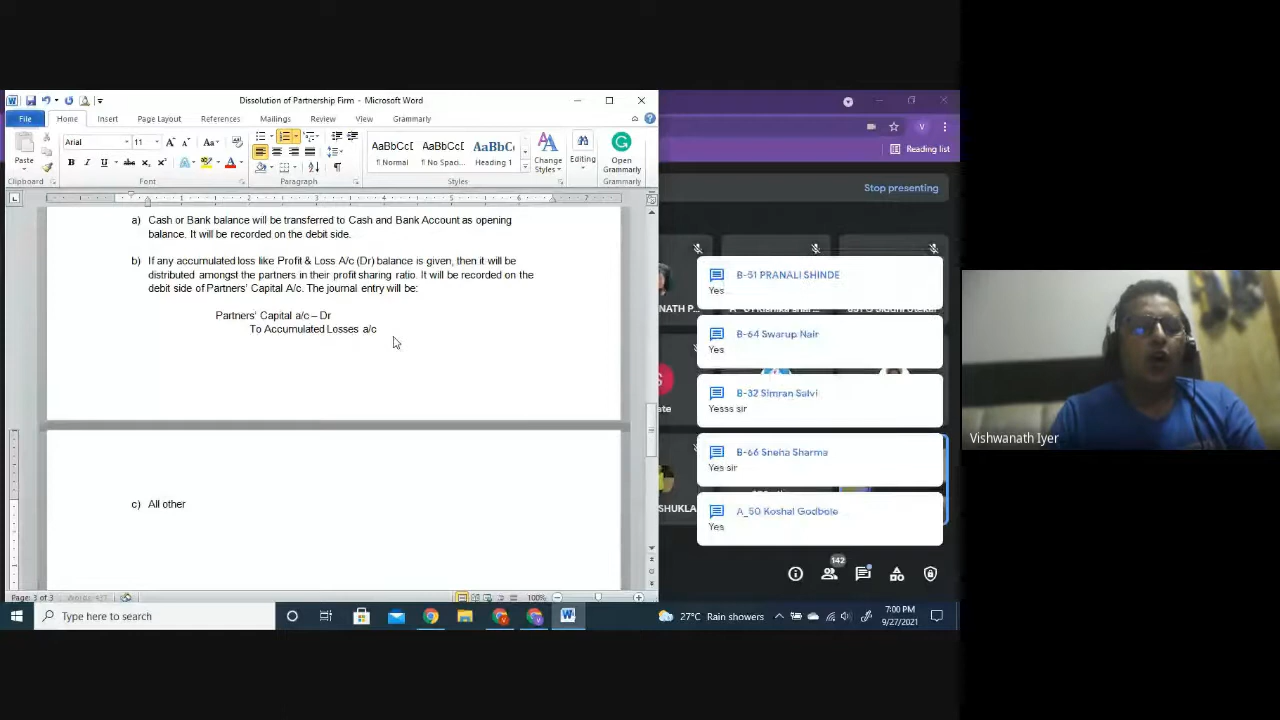 Dissolution of Partnership Firm - Microsoft Word
File
Home
Insert
Page Layout
References
Mailings
Review
View
Grammarly
Reading list
Paste
Arial
11
AaBbCcI
AaBbCcI
AaBbC
¶ Normal
¶ No Spac...
Heading 1
Change
Styles
Editing
Open
Grammarly
Clipboard
Font
Paragraph
Styles
Grammarly
Stop presenting
a) Cash or Bank balance will be transferred to Cash and Bank Account as opening
balance. It will be recorded on the debit side.
b) If any accumulated loss like Profit & Loss A/c (Dr) balance is given, then it will be
distributed amongst the partners in their profit sharing ratio. It will be recorded on the
debit side of Partners' Capital A/c. The journal entry will be:
Partners' Capital a/c – Dr
To Accumulated Losses a/c
c) All other
B-61 PRANALI SHINDE
Yes
B-64 Swarup Nair
Yes
B-32 Simran Salvi
Yesss sir
B-66 Sneha Sharma
Yes sir
A_50 Koshal Godbole
Yes
142
Vishwanath Iyer
Page: 3 of 3
100%
Type here to search
27°C Rain showers
7:00 PM
9/27/2021